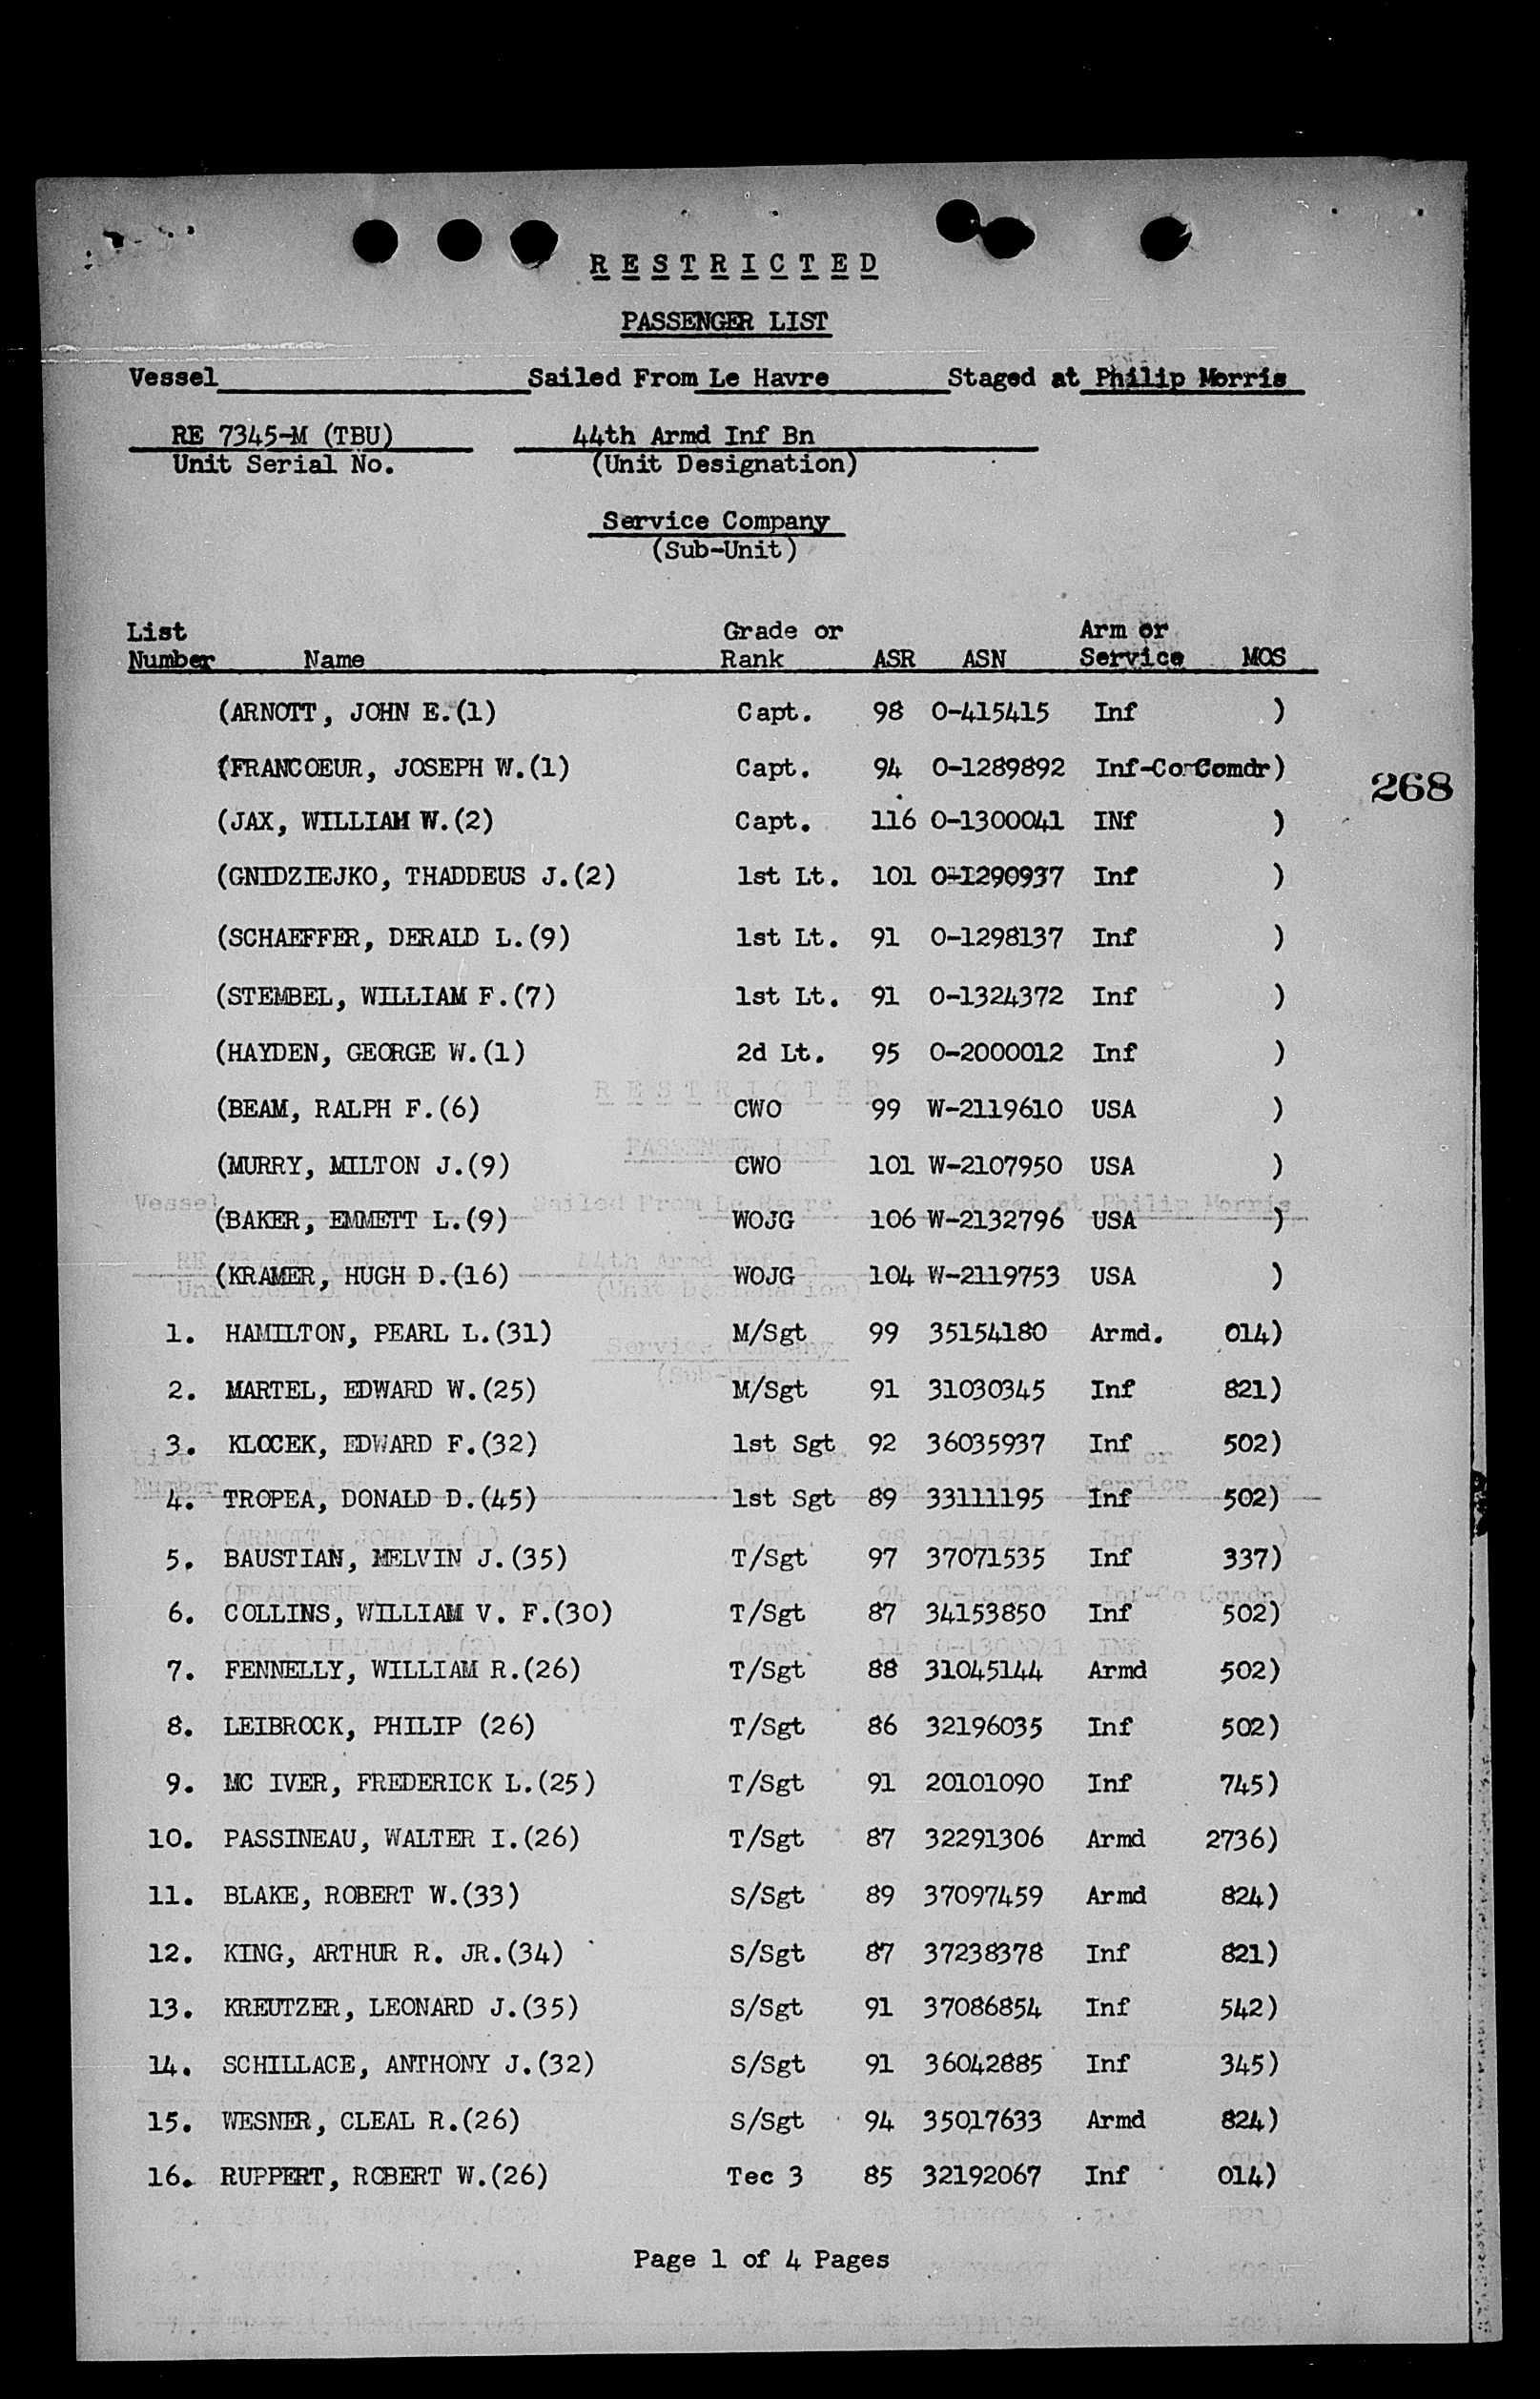 RESTRICTED
PASSENGER LIST
Vessel Sailed From Le Havre Staged at Philip Morris
RE 7345-M (TBU) 44th Armd Inf Bn
Unit Serial No. (Unit Designation)
Service Company
(Sub-Unit)
List Grade or Arm or
Number Name Rank ASR ASN Service MOS
(ARNOTT, JOHN E.(1) Capt. 98 O-415415 Inf )
(FRANCOEUR, JOSEPH W.(1) Capt. 94 O-1289892 Inf-Co-Comdr)
268
(JAX, WILLIAM W.(2) Capt. 116 O-1300041 INf )
(GNIDZIEJKO, THADDEUS J.(2) 1st Lt. 101 O-1290937 Inf )
(SCHAEFFER, DERALD L.(9) 1st Lt. 91 O-1298137 Inf )
(STEMBEL, WILLIAM F.(7) 1st Lt. 91 O-1324372 Inf )
(HAYDEN, GEORGE W.(1) 2d Lt. 95 O-2000012 Inf )
(BEAM, RALPH F.(6) CWO 99 W-2119610 USA )
(MURRY, MILTON J.(9) CWO 101 W-2107950 USA )
(BAKER, EMMETT L.(9) WOJG 106 W-2132796 USA )
(KRAMER, HUGH D.(16) WOJG 104 W-2119753 USA )
1. HAMILTON, PEARL L.(31) M/Sgt 99 35154180 Armd. 014)
2. MARTEL, EDWARD W.(25) M/Sgt 91 31030345 Inf 821)
3. KLOCEK, EDWARD F.(32) 1st Sgt 92 36035937 Inf 502)
4. TROPEA, DONALD D.(45) 1st Sgt 89 33111195 Inf 502)
5. BAUSTIAN, MELVIN J.(35) T/Sgt 97 37071535 Inf 337)
6. COLLINS, WILLIAM V. F.(30) T/Sgt 87 34153850 Inf 502)
7. FENNELLY, WILLIAM R.(26) T/Sgt 88 31045144 Armd 502)
8. LEIBROCK, PHILIP (26) T/Sgt 86 32196035 Inf 502)
9. MC IVER, FREDERICK L.(25) T/Sgt 91 20101090 Inf 745)
10. PASSINEAU, WALTER I.(26) T/Sgt 87 32291306 Armd 2736)
11. BLAKE, ROBERT W.(33) S/Sgt 89 37097459 Armd 824)
12. KING, ARTHUR R. JR.(34) S/Sgt 87 37238378 Inf 821)
13. KREUTZER, LEONARD J.(35) S/Sgt 91 37086854 Inf 542)
14. SCHILLACE, ANTHONY J.(32) S/Sgt 91 36042885 Inf 345)
15. WESNER, CLEAL R.(26) S/Sgt 94 35017633 Armd 824)
16. RUPPERT, ROBERT W.(26) Tec 3 85 32192067 Inf 014)
Page 1 of 4 Pages